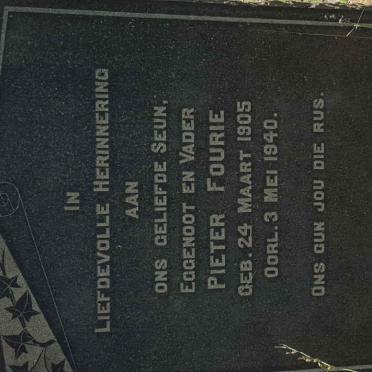 IN
LIEFDEVOLLE HERINNERING
AAN
ONS GELIEFDE SEUN,
EGGENOOT EN VADER
PIETER FOURIE
GEB. 24 MAART 1905
OORL. 3 MEI 1940.
ONS GUN JOU DIE RUS.